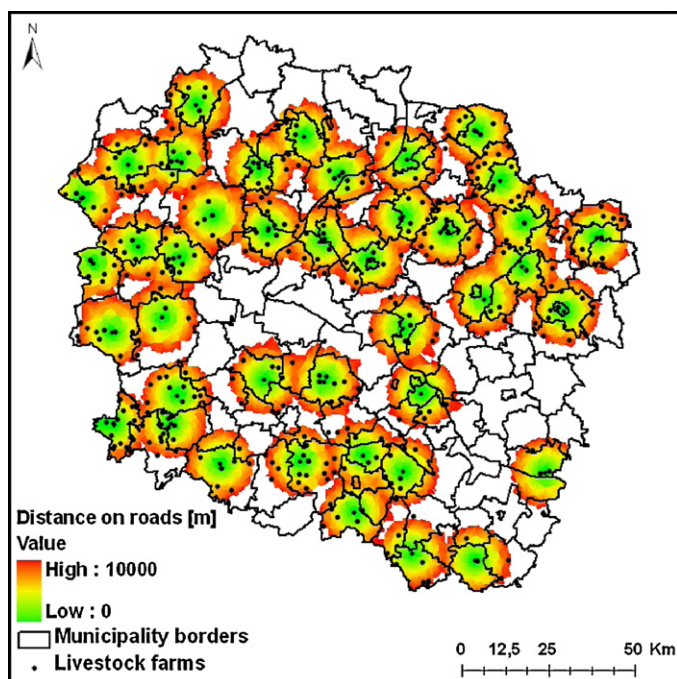 N
Distance on roads [m]
Value
High : 10000
Low : 0
Municipality borders
Livestock farms
0 12,5 25 50 Km